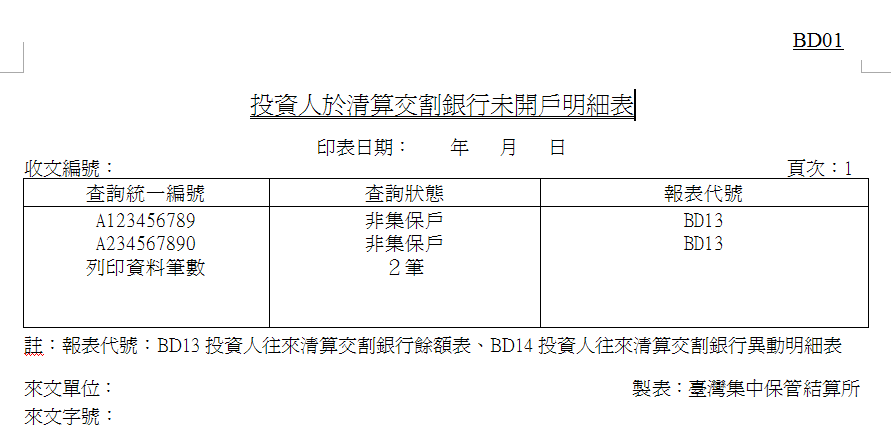 BD01
投資人於清算交割銀行未開戶明細表
印表日期： 年 月 日
收文編號： 頁次：1
查詢統一編號 查詢狀態 報表代號
A123456789 非集保戶 BD13
A234567890 非集保戶 BD13
列印資料筆數 2筆
註：報表代號：BD13 投資人往來清算交割銀行餘額表、BD14 投資人往來清算交割銀行異動明細表
來文單位： 製表：臺灣集中保管結算所
來文字號：